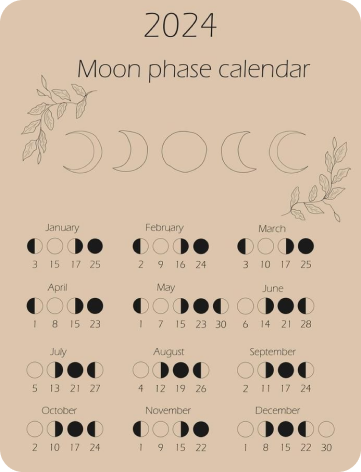 2024
Moon phase calendar
January
February
March
3 15 17 25
2 9 16 24
3 10 17 25
April
May
June
1 8 15 23
1 7 15 23 30
6 14 21 28
July
August
September
5 13 21 27
4 12 19 26
2 11 17 24
October
November
December
2 10 17 24
1 9 15 22
1 8 15 22 30